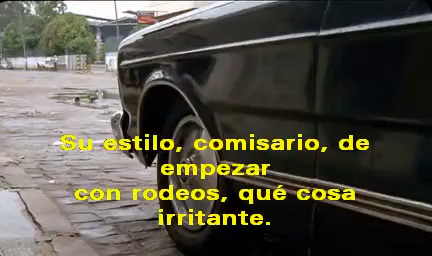 Su estilo, comisario, de
empezar
con rodeos, qué cosa
irritante.